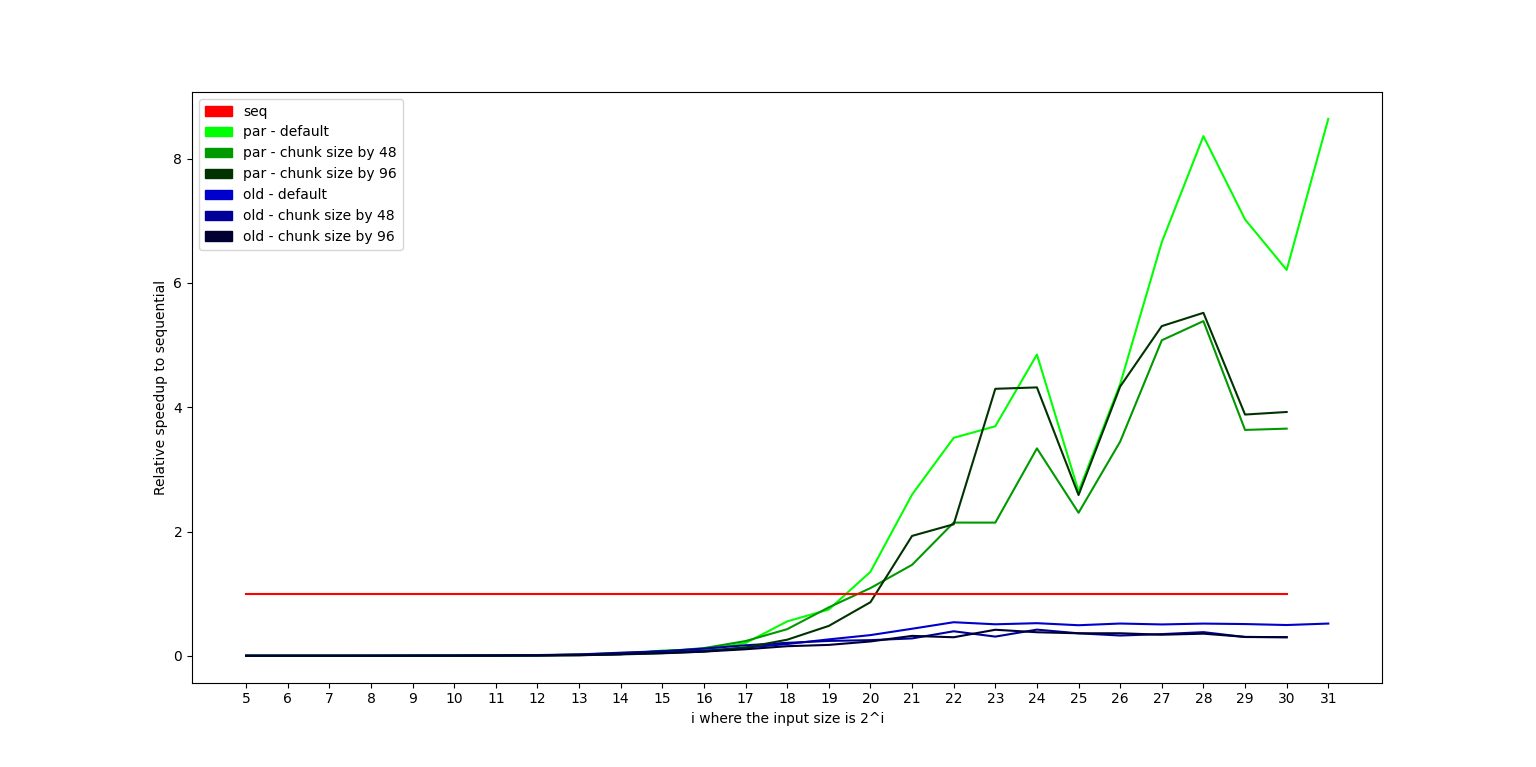 seq
par - default
par - chunk size by 48
par - chunk size by 96
old - default
old - chunk size by 48
old - chunk size by 96
Relative speedup to sequential
8
6
4
2
0
5 6 7 8 9 10 11 12 13 14 15 16 17 18 19 20 21 22 23 24 25 26 27 28 29 30 31
i where the input size is 2^i